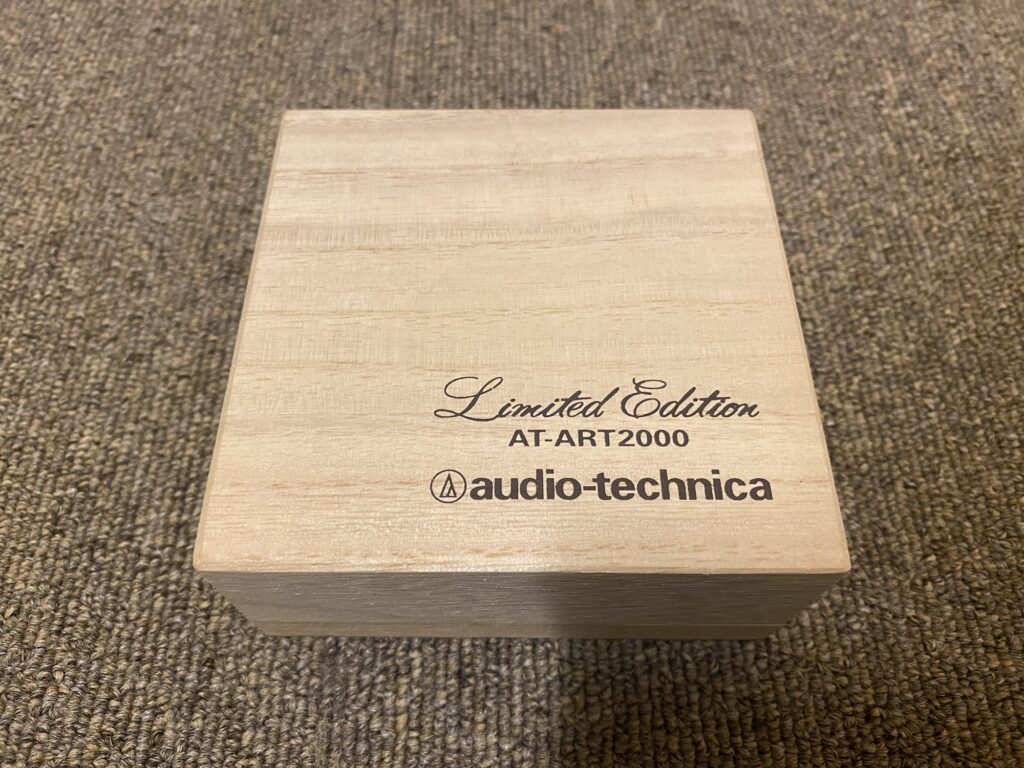 Limited Edition
AT-ART2000
audio-technica